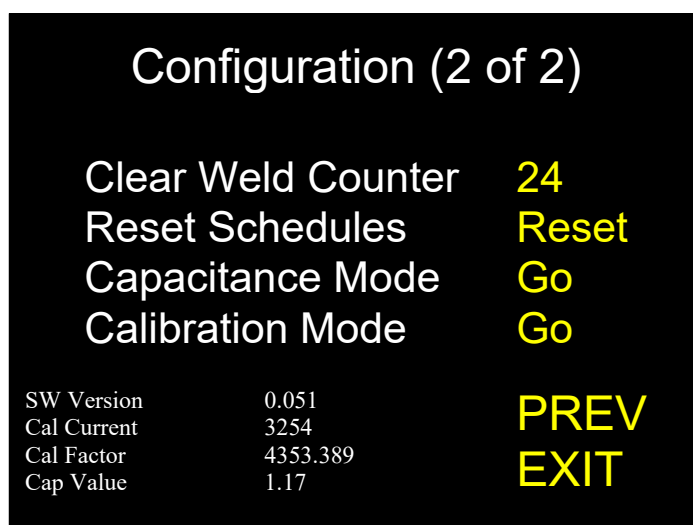 Configuration (2 of 2)
Clear Weld Counter 24
Reset Schedules Reset
Capacitance Mode Go
Calibration Mode Go
SW Version 0.051
Cal Current 3254
Cal Factor 4353.389
Cap Value 1.17
PREV
EXIT